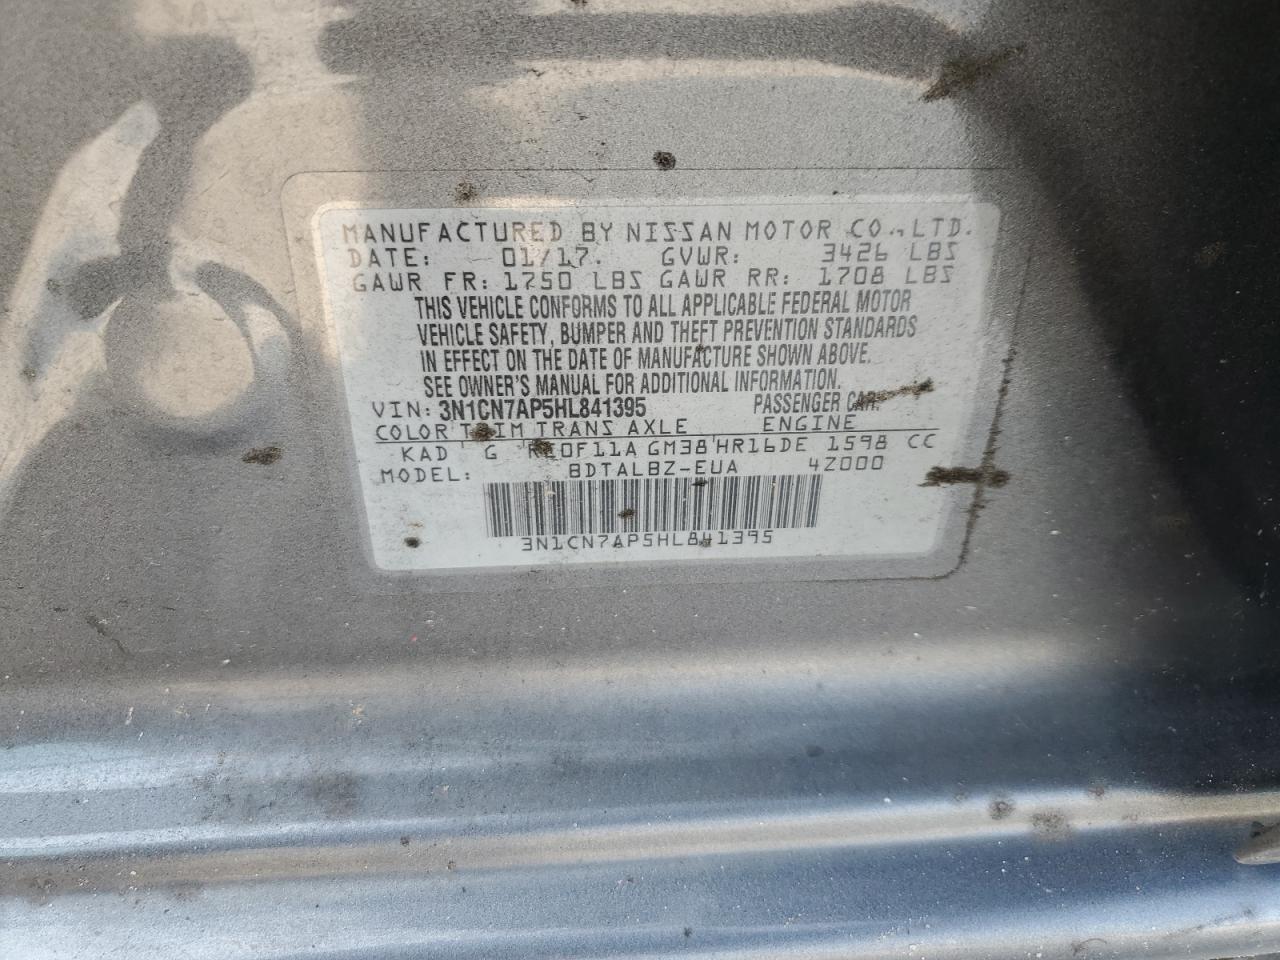 MANUFACTURED BY NISSAN MOTOR CO., LTD.
DATE: 01/17. GVWR: 3426 LBS
GAWR FR: 1750 LBS GAWR RR: 1708 LBS
THIS VEHICLE CONFORMS TO ALL APPLICABLE FEDERAL MOTOR
VEHICLE SAFETY, BUMPER AND THEFT PREVENTION STANDARDS
IN EFFECT ON THE DATE OF MANUFACTURE SHOWN ABOVE.
SEE OWNER'S MANUAL FOR ADDITIONAL INFORMATION.
VIN: 3N1CN7AP5HL841395 PASSENGER CAR.
COLOR TRIM TRANS AXLE ENGINE
KAD G RE0F11A GM38 HR16DE 1598 CC
MODEL: BDTALBZ-EUA 4Z000
3N1CN7AP5HL841395